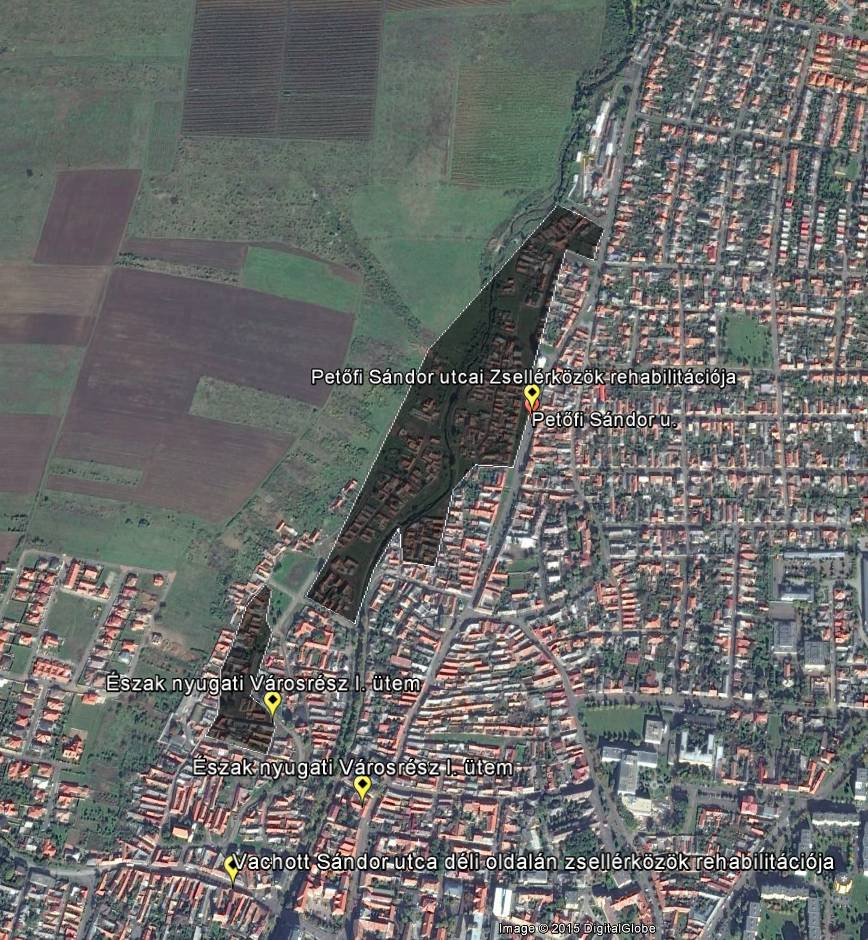 Petőfi Sándor utcai Zsellérközök rehabilitációja
Petőfi Sándor u.
Észak nyugati Városrész I. ütem
Észak nyugati Városrész I. ütem
Vachott Sándor utca déli oldalán zsellérközök rehabilitációja
Image © 2015 DigitalGlobe